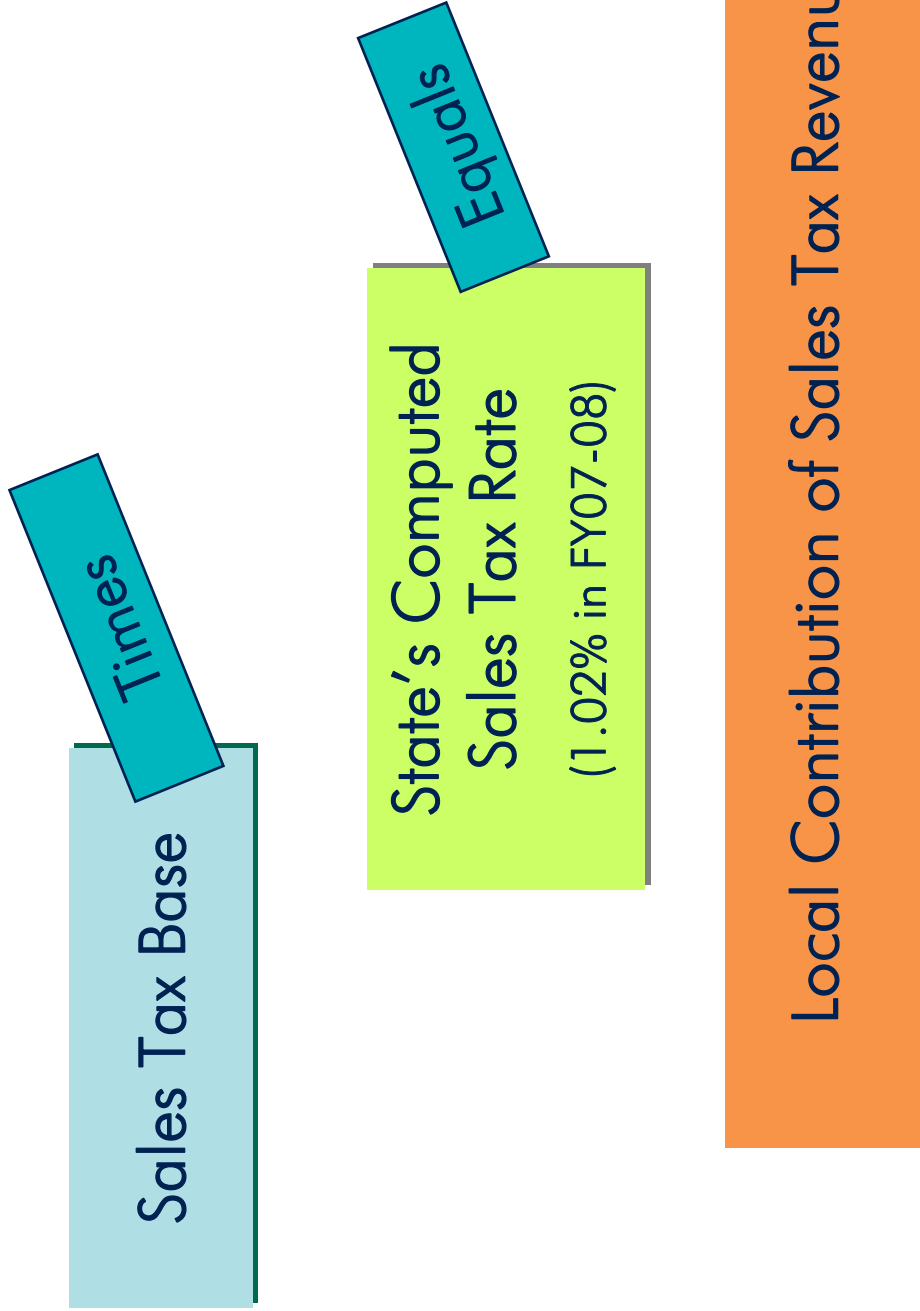 Sales Tax Base
Times
State's Computed
Sales Tax Rate
(1.02% in FY07-08)
Equals
Local Contribution of Sales Tax Revenu